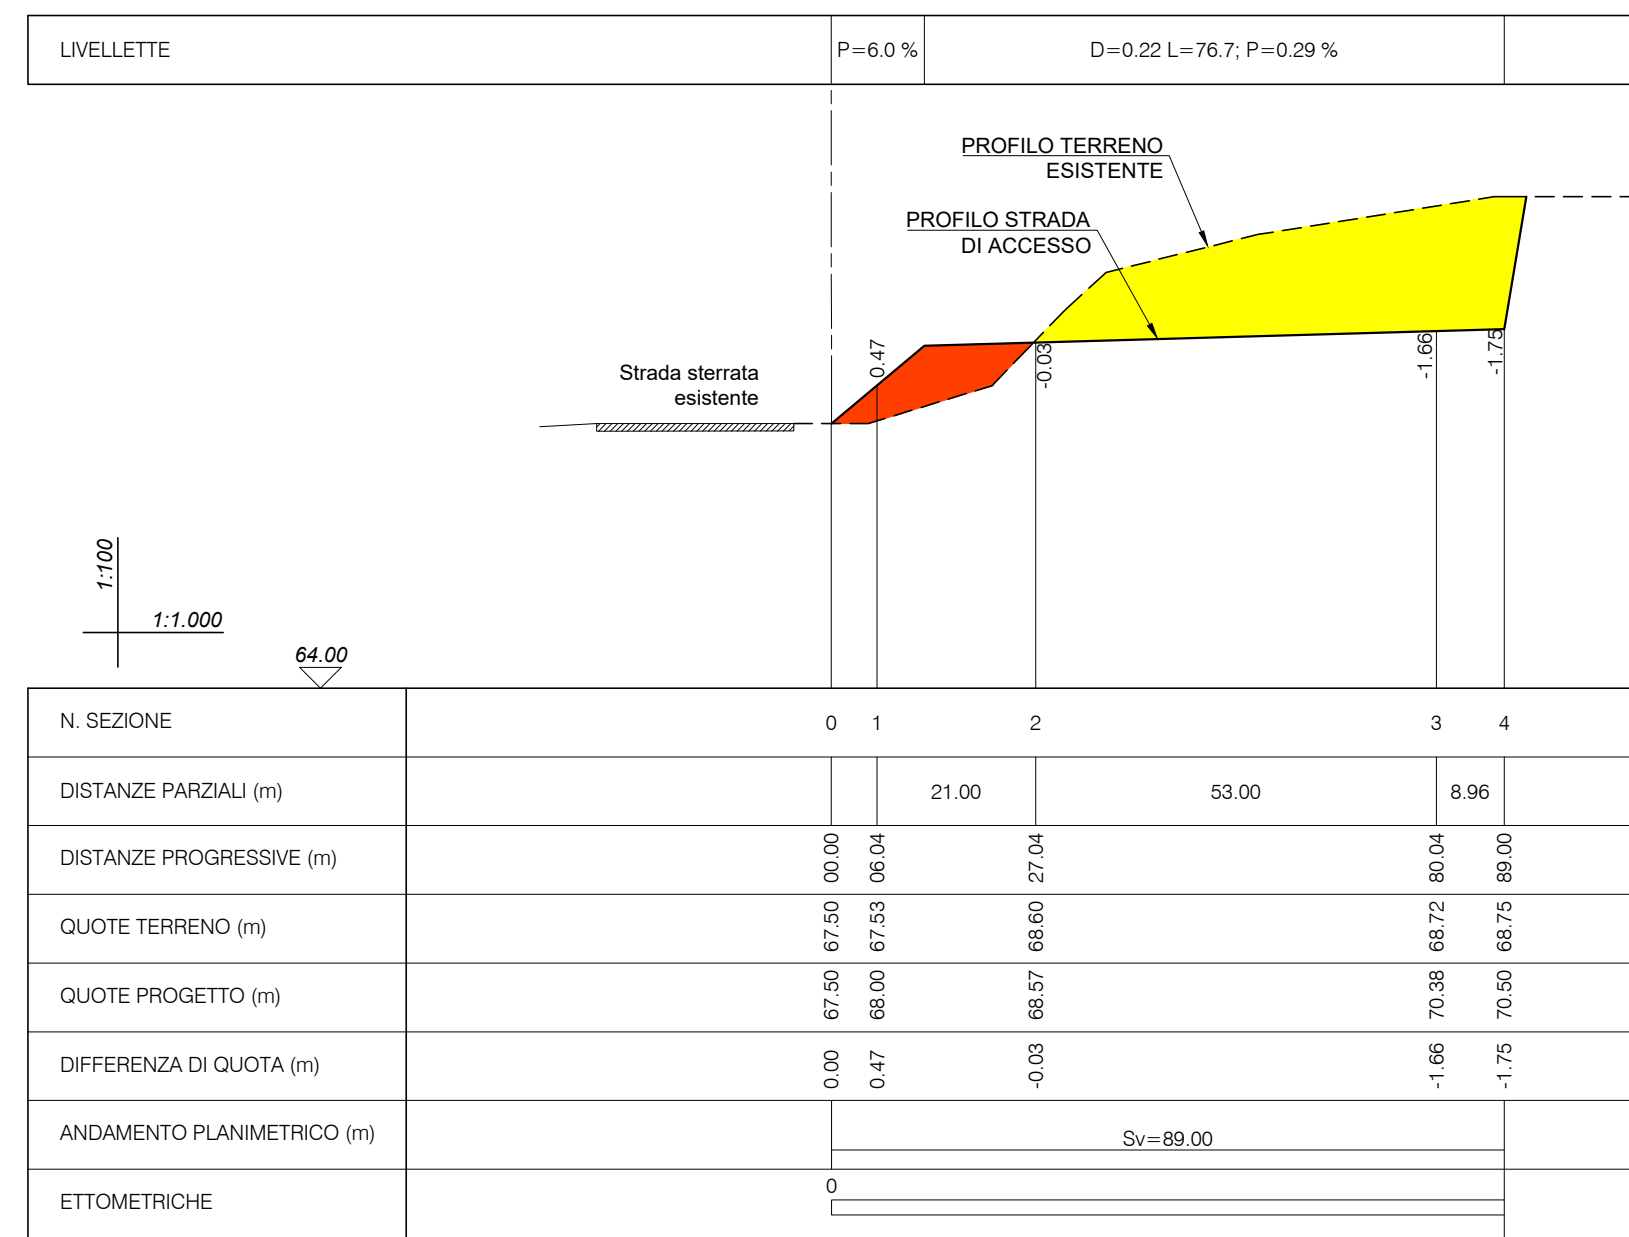 LIVELLETTE
P=6.0 %
D=0.22 L=76.7; P=0.29 %
PROFILO TERRENO
ESISTENTE
PROFILO STRADA
DI ACCESSO
Strada sterrata
esistente
0.47
-0.03
-1.66
-1.75
1:100
1:1.000
64.00
N. SEZIONE
0 1 2 3 4
DISTANZE PARZIALI (m)
21.00 53.00 8.96
DISTANZE PROGRESSIVE (m)
00.00 06.04 27.04 80.04 89.00
QUOTE TERRENO (m)
67.50 67.53 68.60 68.72 68.75
QUOTE PROGETTO (m)
67.50 68.00 68.57 70.38 70.50
DIFFERENZA DI QUOTA (m)
0.00 0.47 -0.03 -1.66 -1.75
ANDAMENTO PLANIMETRICO (m)
Sv=89.00
ETTOMETRICHE
0